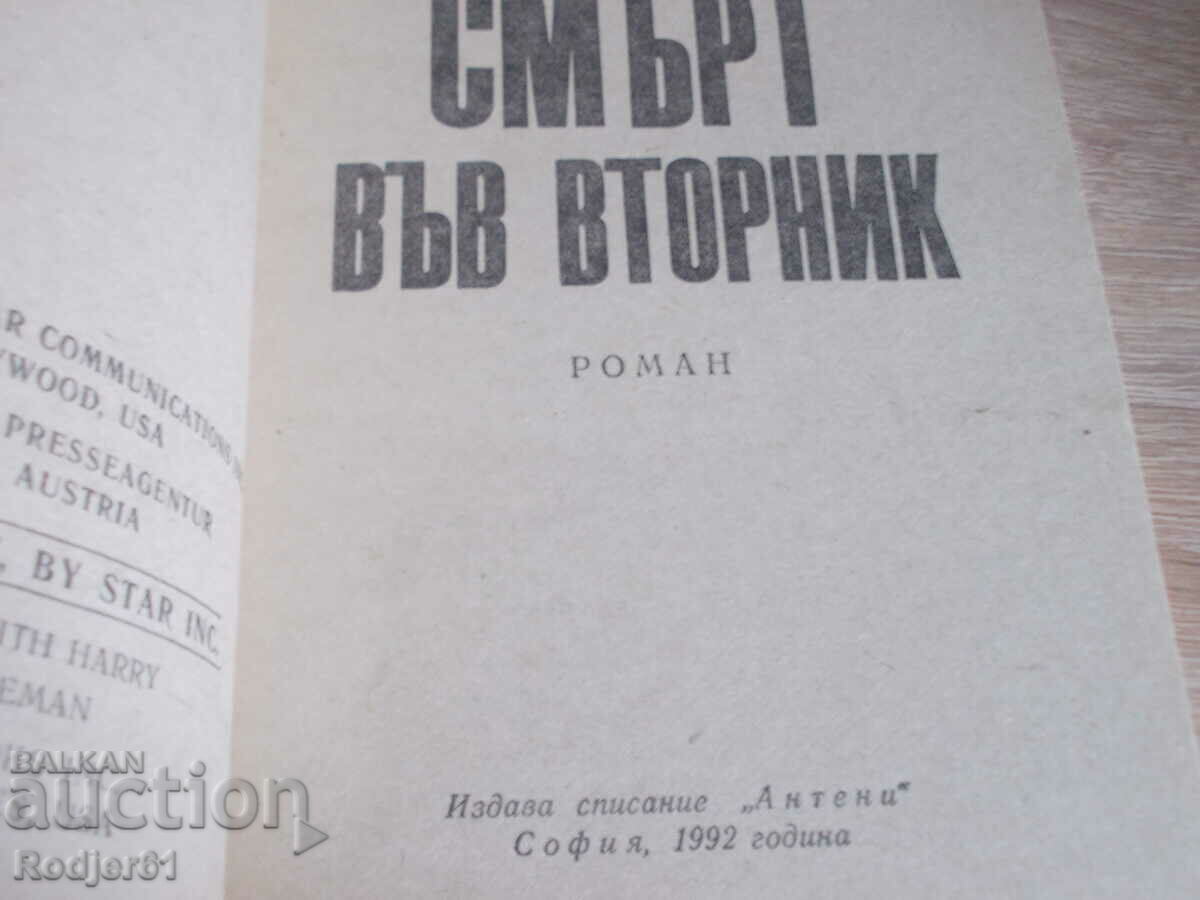 R COMMUNICATIONS
WOOD, USA
PRESSEAGENTUR
AUSTRIA
BY STAR INC.
ITH HARRY
EMAN
СМЪРТ
ВЪВ ВТОРНИК
РОМАН
Издава списание „Антени“
София, 1992 година
BALKAN
auction
Rodjer61